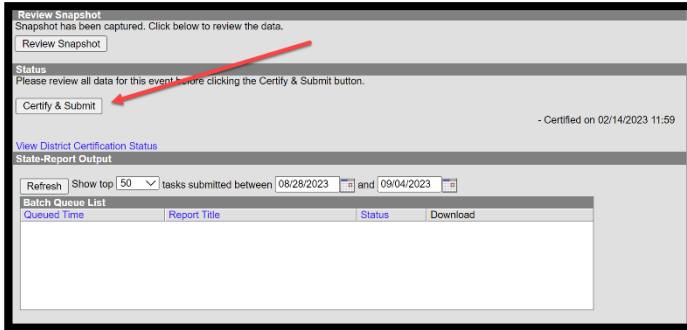 Review Snapshot
Snapshot has been captured. Click below to review the data.
Review Snapshot
Status
Please review all data for this event before clicking the Certify & Submit button.
Certify & Submit
- Certified on 02/14/2023 11:59
View District Certification Status
State-Report Output
Refresh Show top 50 tasks submitted between 08/28/2023 and 09/04/2023
Batch Queue List
Queued Time Report Title Status Download